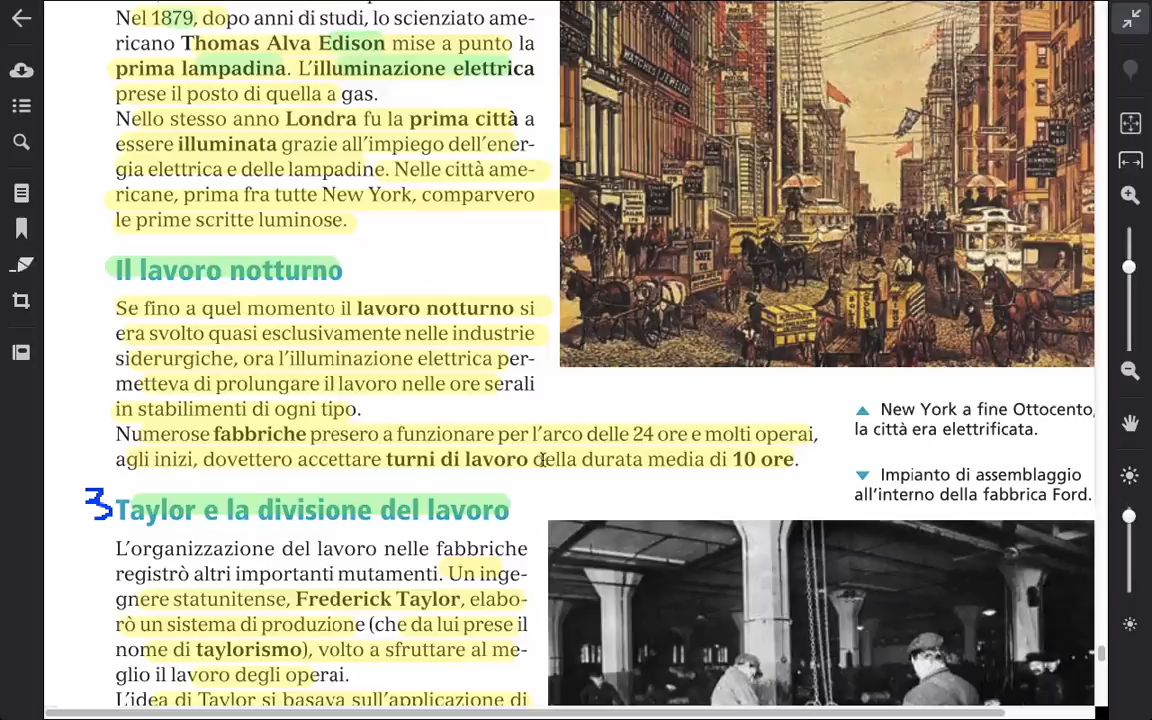 Nel 1879, dopo anni di studi, lo scienziato ame-
ricano Thomas Alva Edison mise a punto la
prima lampadina. L'illuminazione elettrica
prese il posto di quella a gas.
Nello stesso anno Londra fu la prima città a
essere illuminata grazie all'impiego dell'ener-
gia elettrica e delle lampadine. Nelle città ame-
ricane, prima fra tutte New York, comparvero
le prime scritte luminose.
Il lavoro notturno
Se fino a quel momento il lavoro notturno si
era svolto quasi esclusivamente nelle industrie
siderurgiche, ora l'illuminazione elettrica per-
metteva di prolungare il lavoro nelle ore serali
in stabilimenti di ogni tipo.
Numerose fabbriche presero a funzionare per l'arco delle 24 ore e molti operai,
agli inizi, dovettero accettare turni di lavoro della durata media di 10 ore.
3
Taylor e la divisione del lavoro
L'organizzazione del lavoro nelle fabbriche
registrò altri importanti mutamenti. Un inge-
gnere statunitense, Frederick Taylor, elabo-
rò un sistema di produzione (che da lui prese il
nome di taylorismo), volto a sfruttare al me-
glio il lavoro degli operai.
L'idea di Taylor si basava sull'applicazione di
SAFE
▲ New York a fine Ottocento,
la città era elettrificata.
▼ Impianto di assemblaggio
all'interno della fabbrica Ford.